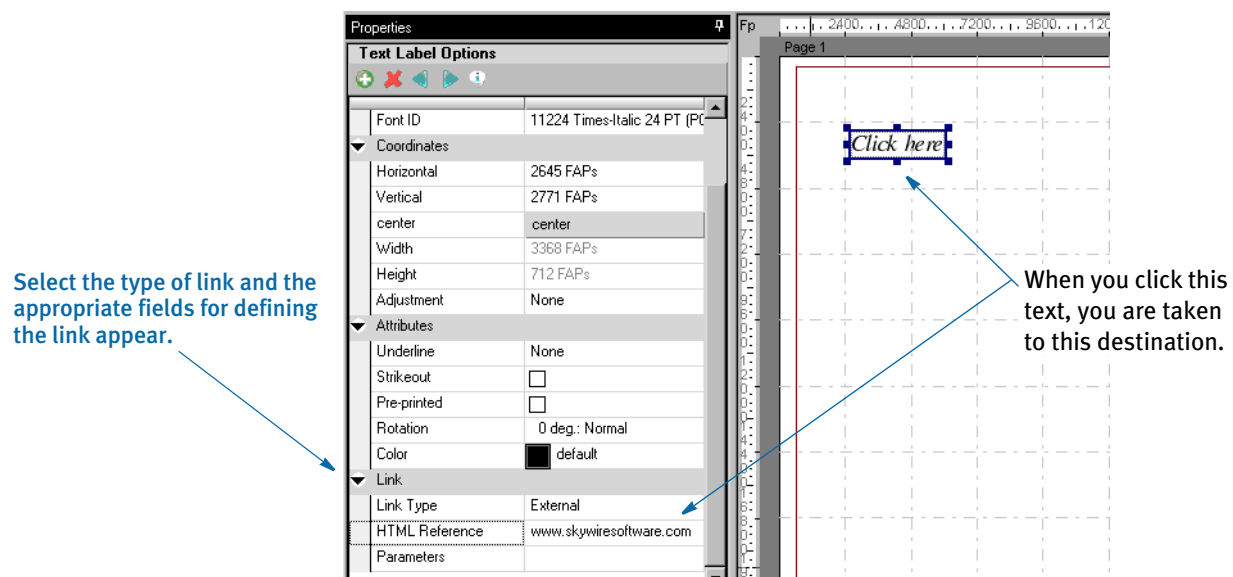 Properties
Text Label Options
Font ID 11224 Times-Italic 24 PT (P
Coordinates
Horizontal 2645 FAPs
Vertical 2771 FAPs
center center
Width 3368 FAPs
Height 712 FAPs
Adjustment None
Attributes
Underline None
Strikeout
Pre-printed
Rotation 0 deg.: Normal
Color default
Link
Link Type External
HTML Reference www.skywiresoftware.com
Parameters
Select the type of link and the
appropriate fields for defining
the link appear.
Fp 2400 4800 7200 9600 120
Page 1
Click here
When you click this
text, you are taken
to this destination.